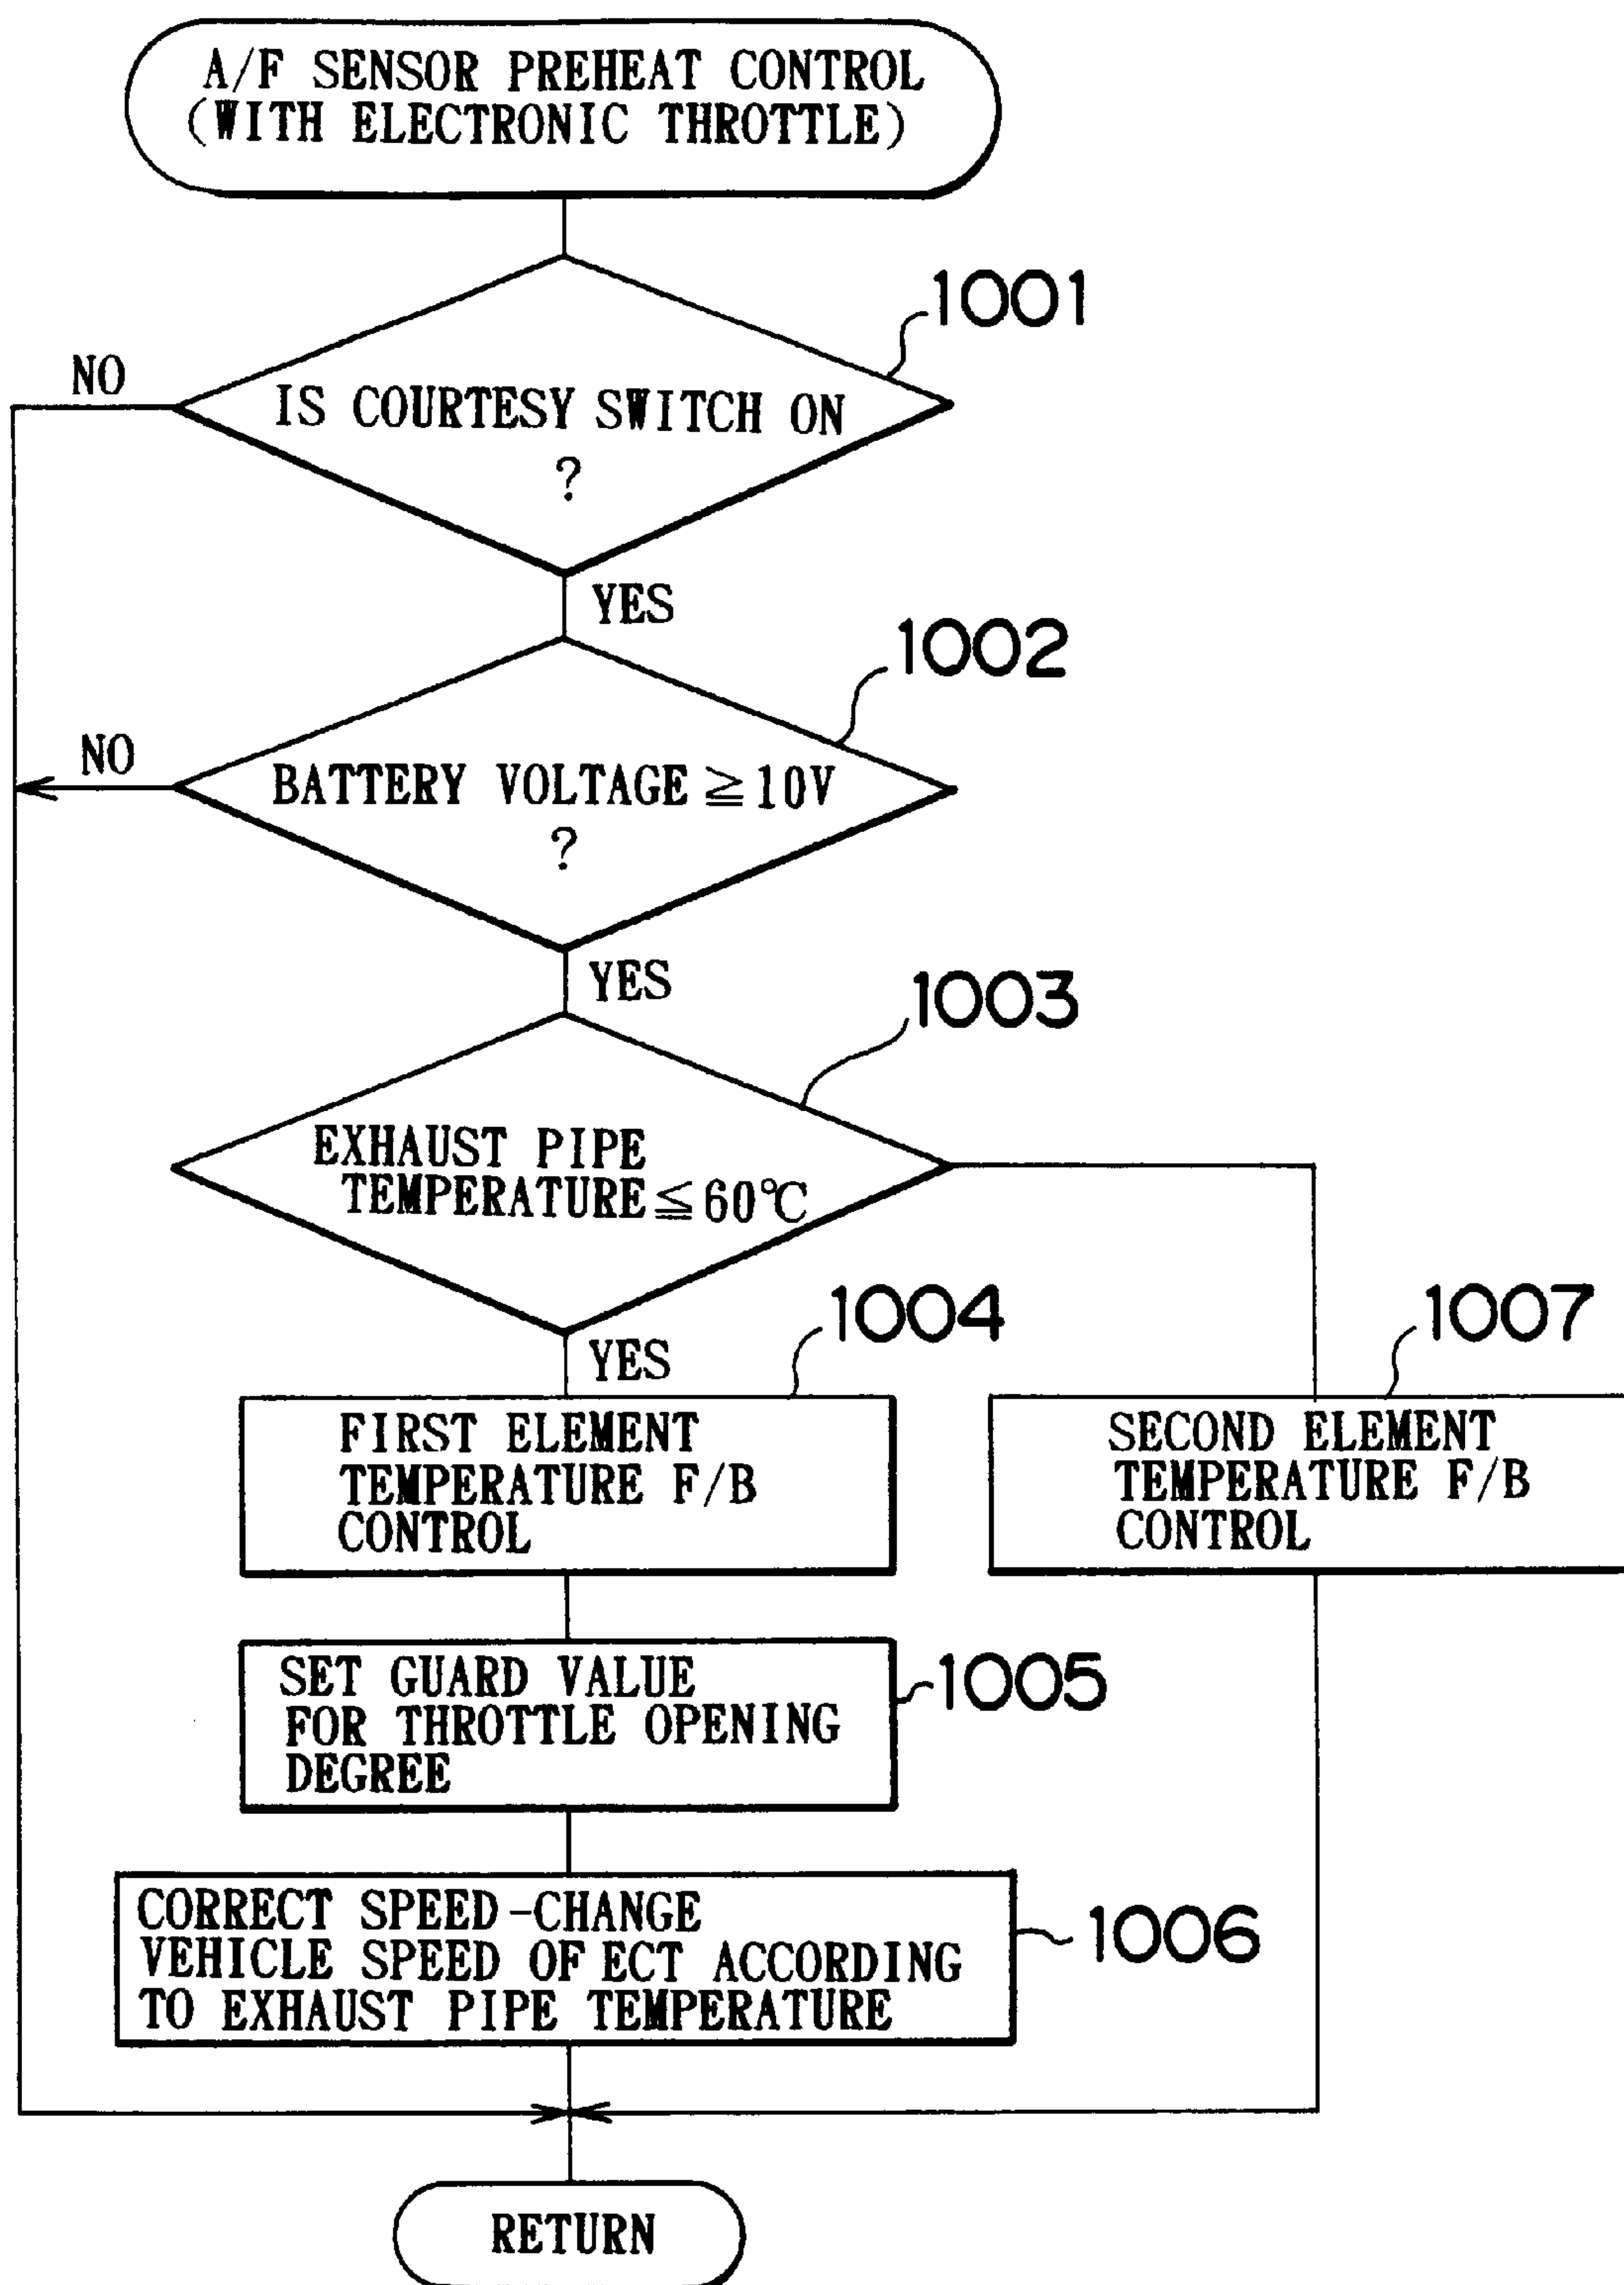 A/F SENSOR PREHEAT CONTROL
(WITH ELECTRONIC THROTTLE)
1001
NO
IS COURTESY SWITCH ON
?
YES
1002
NO
BATTERY VOLTAGE ≧ 10V
?
YES
1003
EXHAUST PIPE
TEMPERATURE ≦ 60℃
YES
1004
1007
FIRST ELEMENT
TEMPERATURE F/B
CONTROL
SECOND ELEMENT
TEMPERATURE F/B
CONTROL
SET GUARD VALUE
FOR THROTTLE OPENING
DEGREE
1005
CORRECT SPEED-CHANGE
VEHICLE SPEED OF ECT ACCORDING
TO EXHAUST PIPE TEMPERATURE
1006
RETURN